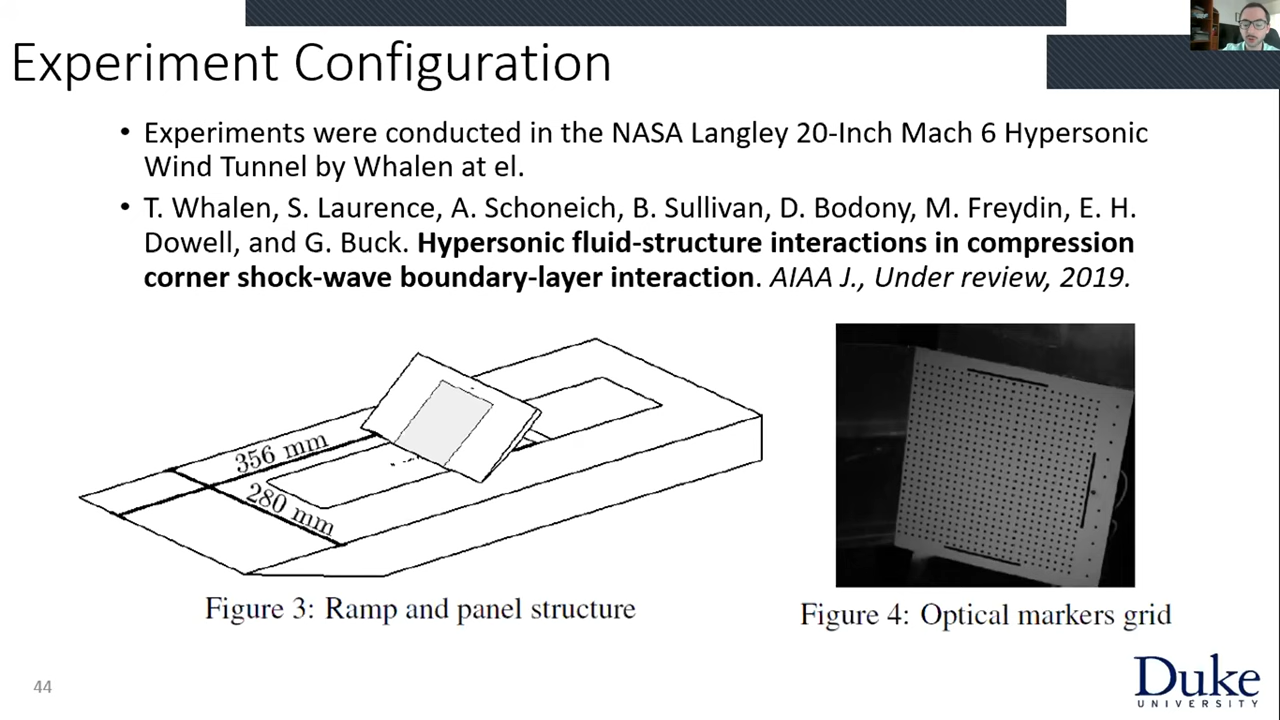 Experiment Configuration
• Experiments were conducted in the NASA Langley 20-Inch Mach 6 Hypersonic
Wind Tunnel by Whalen at el.
• T. Whalen, S. Laurence, A. Schoneich, B. Sullivan, D. Bodony, M. Freydin, E. H.
Dowell, and G. Buck. Hypersonic fluid-structure interactions in compression
corner shock-wave boundary-layer interaction. AIAA J., Under review, 2019.
356 mm
280 mm
Figure 3: Ramp and panel structure
Figure 4: Optical markers grid
44
Duke
UNIVERSITY